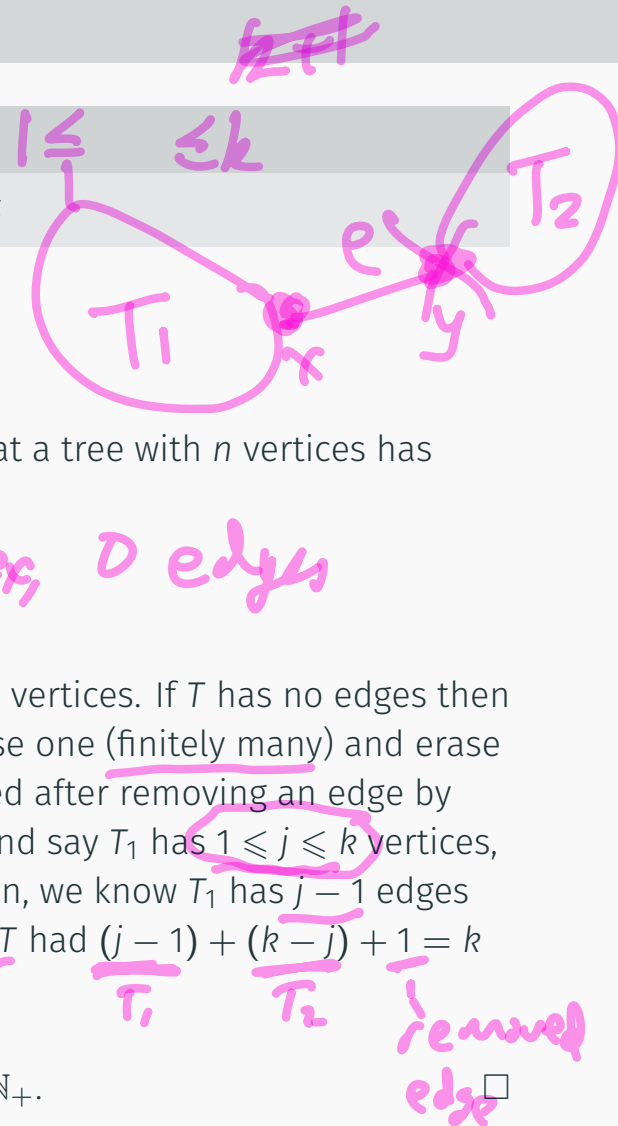 k+1
1 ≤ ≤ k
T2
e
T1
x
y
at a tree with n vertices has
0 edges
vertices. If T has no edges then
se one (finitely many) and erase
ed after removing an edge by
nd say T₁ has 1 ⩽ j ⩽ k vertices,
n, we know T₁ has j − 1 edges
T had (j − 1) + (k − j) + 1 = k
T1 T2 removed
edge
ℕ₊. □